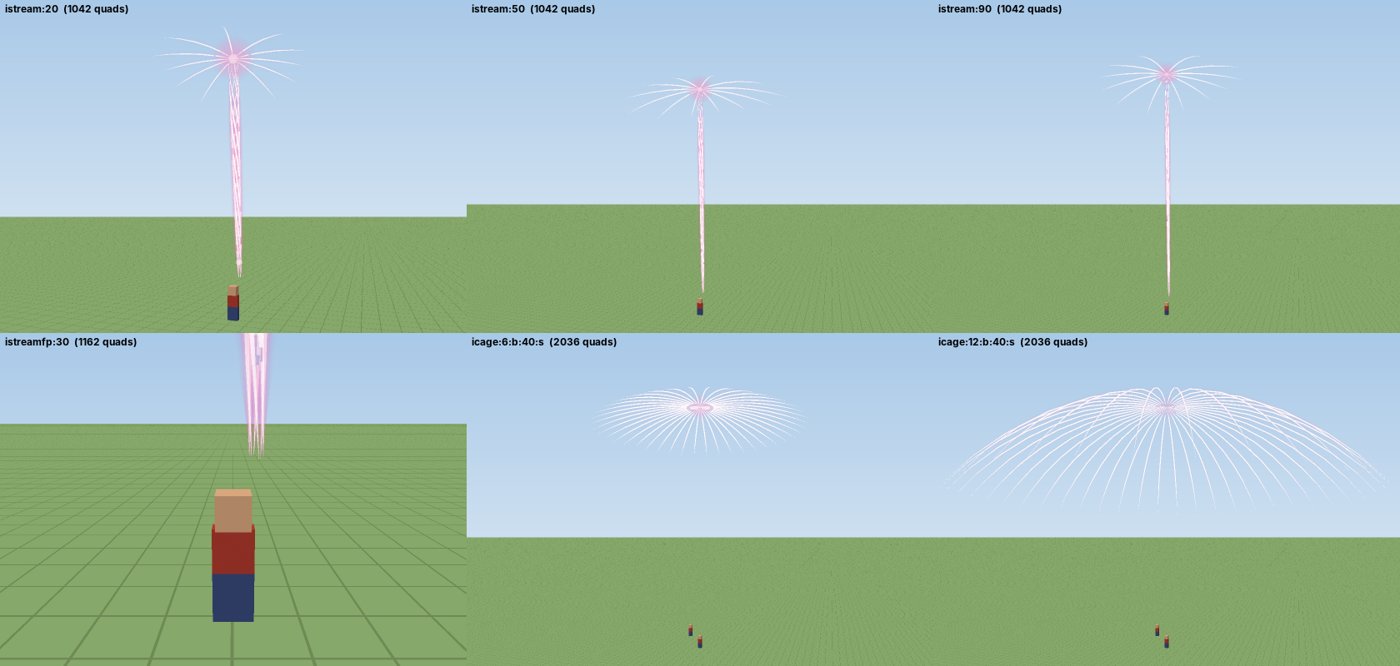 istream:20 (1042 quads)
istream:50 (1042 quads)
istream:90 (1042 quads)
istreamfp:30 (1162 quads)
icage:6:b:40:s (2036 quads)
icage:12:b:40:s (2036 quads)